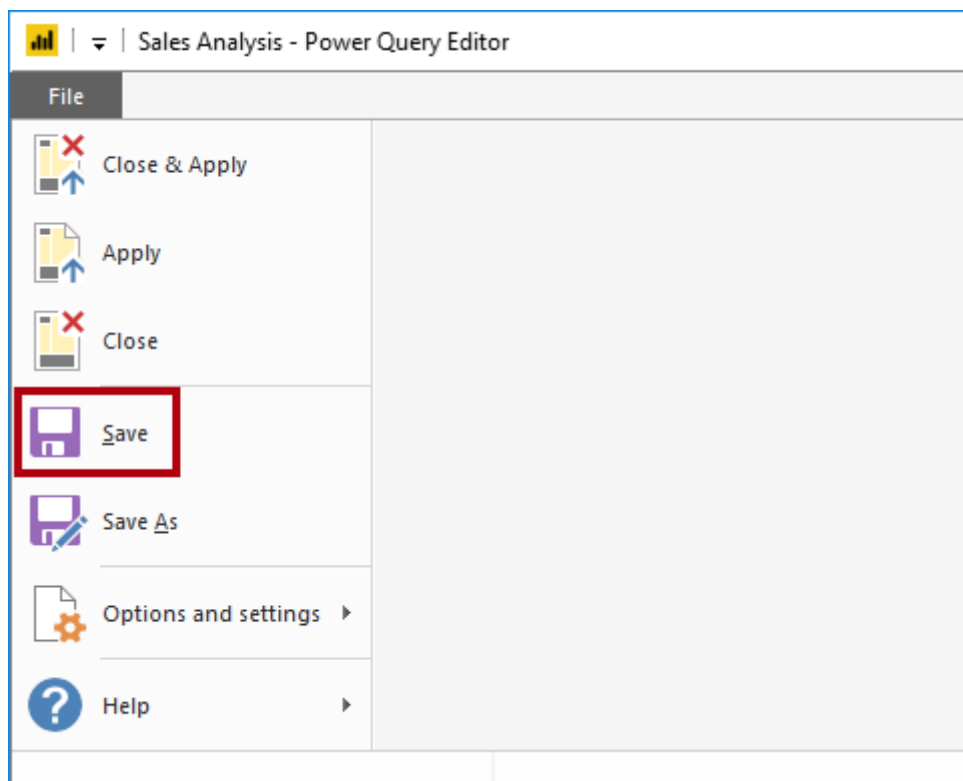 Sales Analysis - Power Query Editor
File
Close & Apply
Apply
Close
Save
Save As
Options and settings
Help